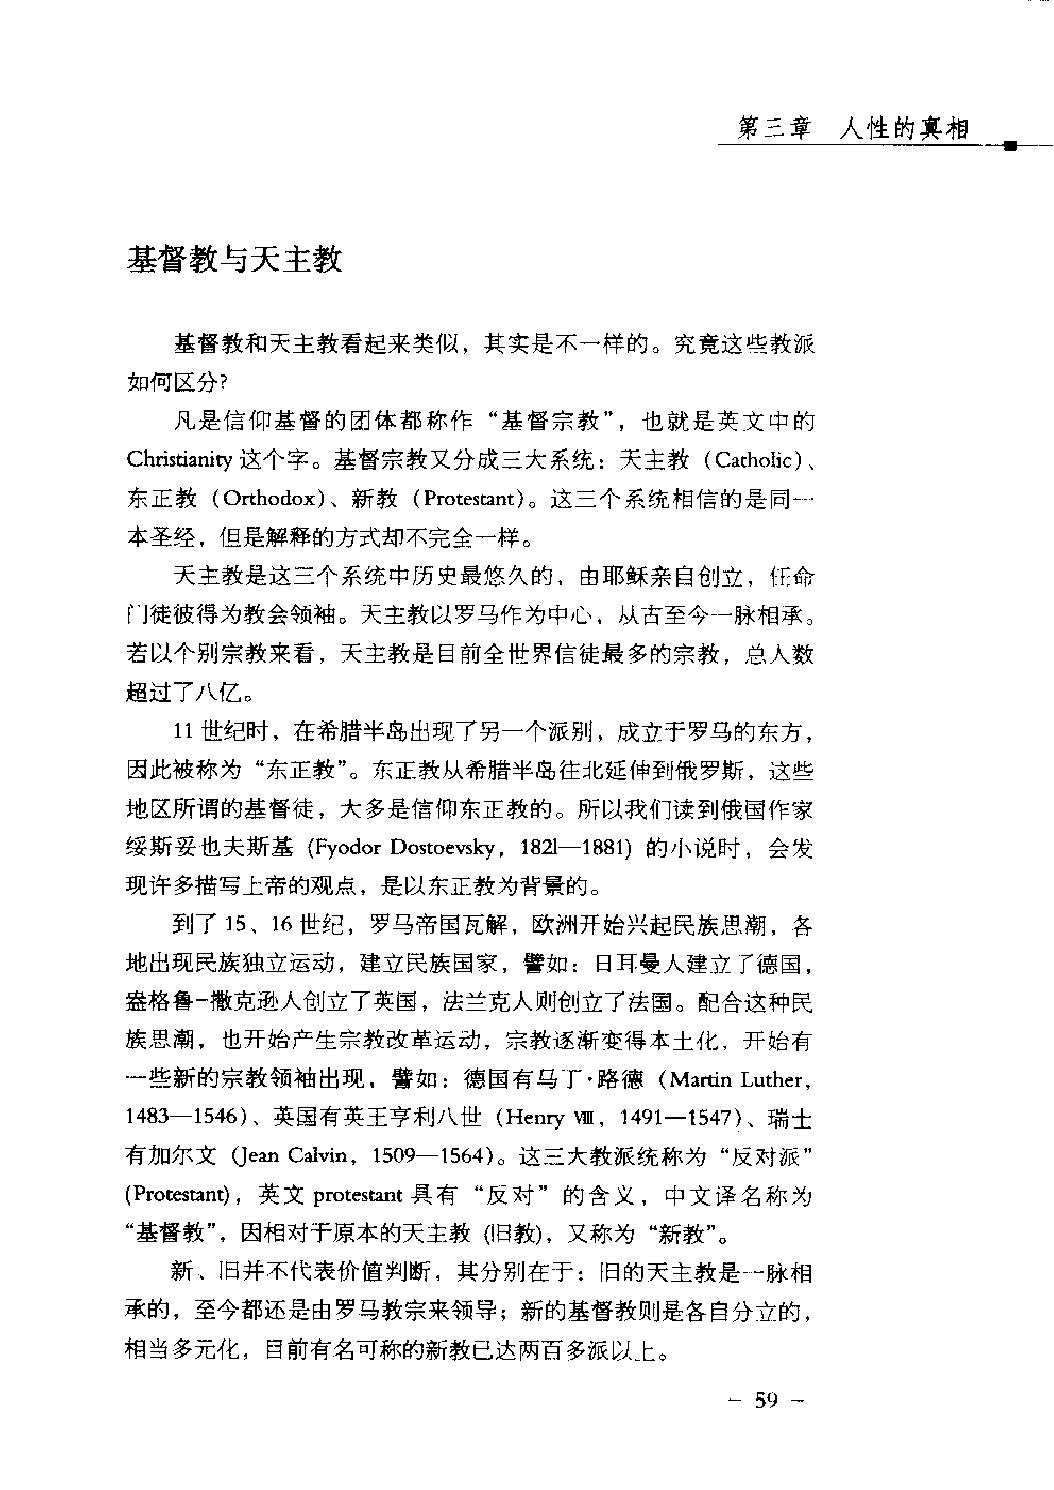 第三章　人性的真相
基督教与天主教
基督教和天主教看起来类似，其实是不一样的。究竟这些教派
如何区分?
凡是信仰基督的团体都称作“基督宗教”，也就是英文中的
Christianity 这个字。基督宗教又分成三大系统：天主教（Catholic）、
东正教（Orthodox）、新教（Protestant）。这三个系统相信的是同一
本圣经，但是解释的方式却不完全一样。
天主教是这三个系统中历史最悠久的，由耶稣亲自创立，任命
门徒彼得为教会领袖。天主教以罗马作为中心，从古至今一脉相承。
若以个别宗教来看，天主教是目前全世界信徒最多的宗教，总人数
超过了八亿。
11 世纪时，在希腊半岛出现了另一个派别，成立于罗马的东方，
因此被称为“东正教”。东正教从希腊半岛往北延伸到俄罗斯，这些
地区所谓的基督徒，大多是信仰东正教的。所以我们读到俄国作家
绥斯妥也夫斯基 (Fyodor Dostoevsky，1821—1881) 的小说时，会发
现许多描写上帝的观点，是以东正教为背景的。
到了 15、16 世纪，罗马帝国瓦解，欧洲开始兴起民族思潮，各
地出现民族独立运动，建立民族国家，譬如：日耳曼人建立了德国，
盎格鲁-撒克逊人创立了英国，法兰克人则创立了法国。配合这种民
族思潮，也开始产生宗教改革运动，宗教逐渐变得本土化，开始有
一些新的宗教领袖出现，譬如：德国有马丁·路德（Martin Luther，
1483—1546）、英国有英王亨利八世（Henry Ⅷ，1491—1547）、瑞士
有加尔文（Jean Calvin，1509—1564）。这三大教派统称为“反对派”
(Protestant)，英文 protestant 具有“反对”的含义，中文译名称为
“基督教”，因相对于原本的天主教 (旧教)，又称为“新教”。
新、旧并不代表价值判断，其分别在于：旧的天主教是一脉相
承的，至今都还是由罗马教宗来领导；新的基督教则是各自分立的，
相当多元化，目前有名可称的新教已达两百多派以上。
- 59 -